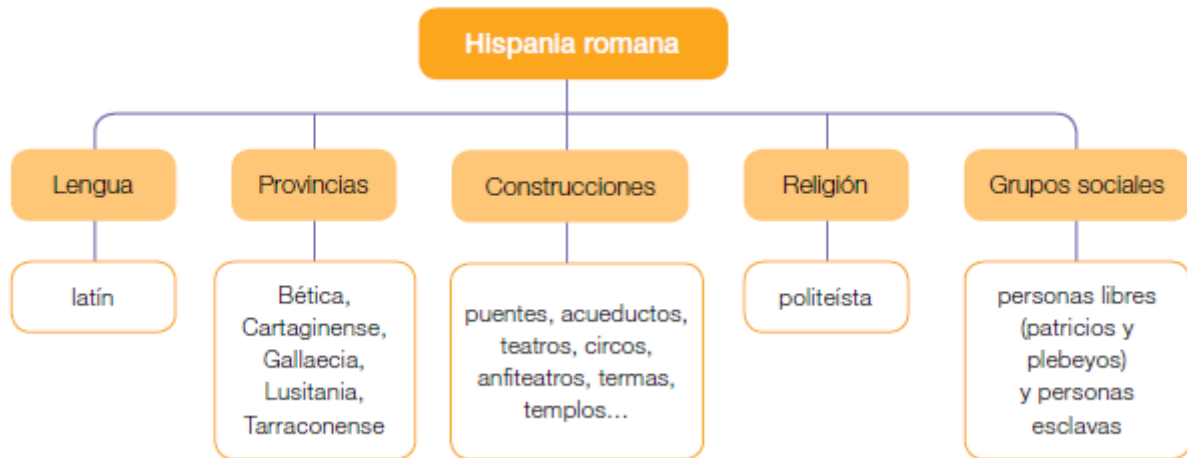 Hispania romana
Lengua
Provincias
Construcciones
Religión
Grupos sociales
latín
Bética,
Cartaginense,
Gallaecia,
Lusitania,
Tarraconense
puentes, acueductos,
teatros, circos,
anfiteatros, termas,
templos...
politeísta
personas libres
(patricios y
plebeyos)
y personas
esclavas